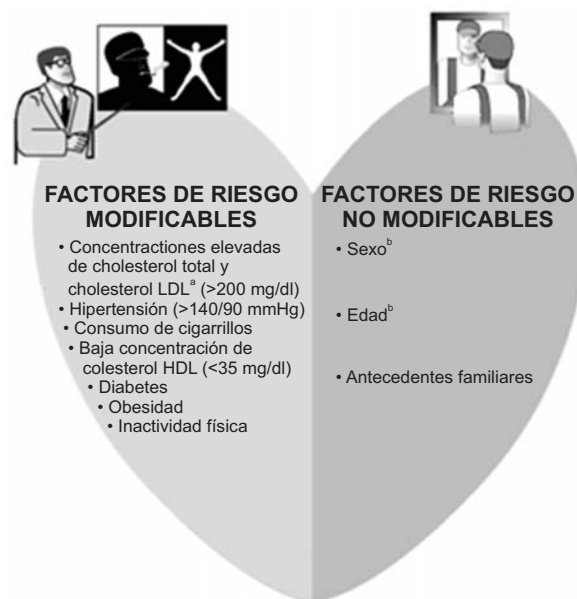 FACTORES DE RIESGO
MODIFICABLES
• Concentractiones elevadas
de cholesterol total y
cholesterol LDLᵃ (>200 mg/dl)
• Hipertensión (>140/90 mmHg)
• Consumo de cigarrillos
• Baja concentración de
colesterol HDL (<35 mg/dl)
• Diabetes
• Obesidad
• Inactividad física
FACTORES DE RIESGO
NO MODIFICABLES
• Sexoᵇ
• Edadᵇ
• Antecedentes familiares